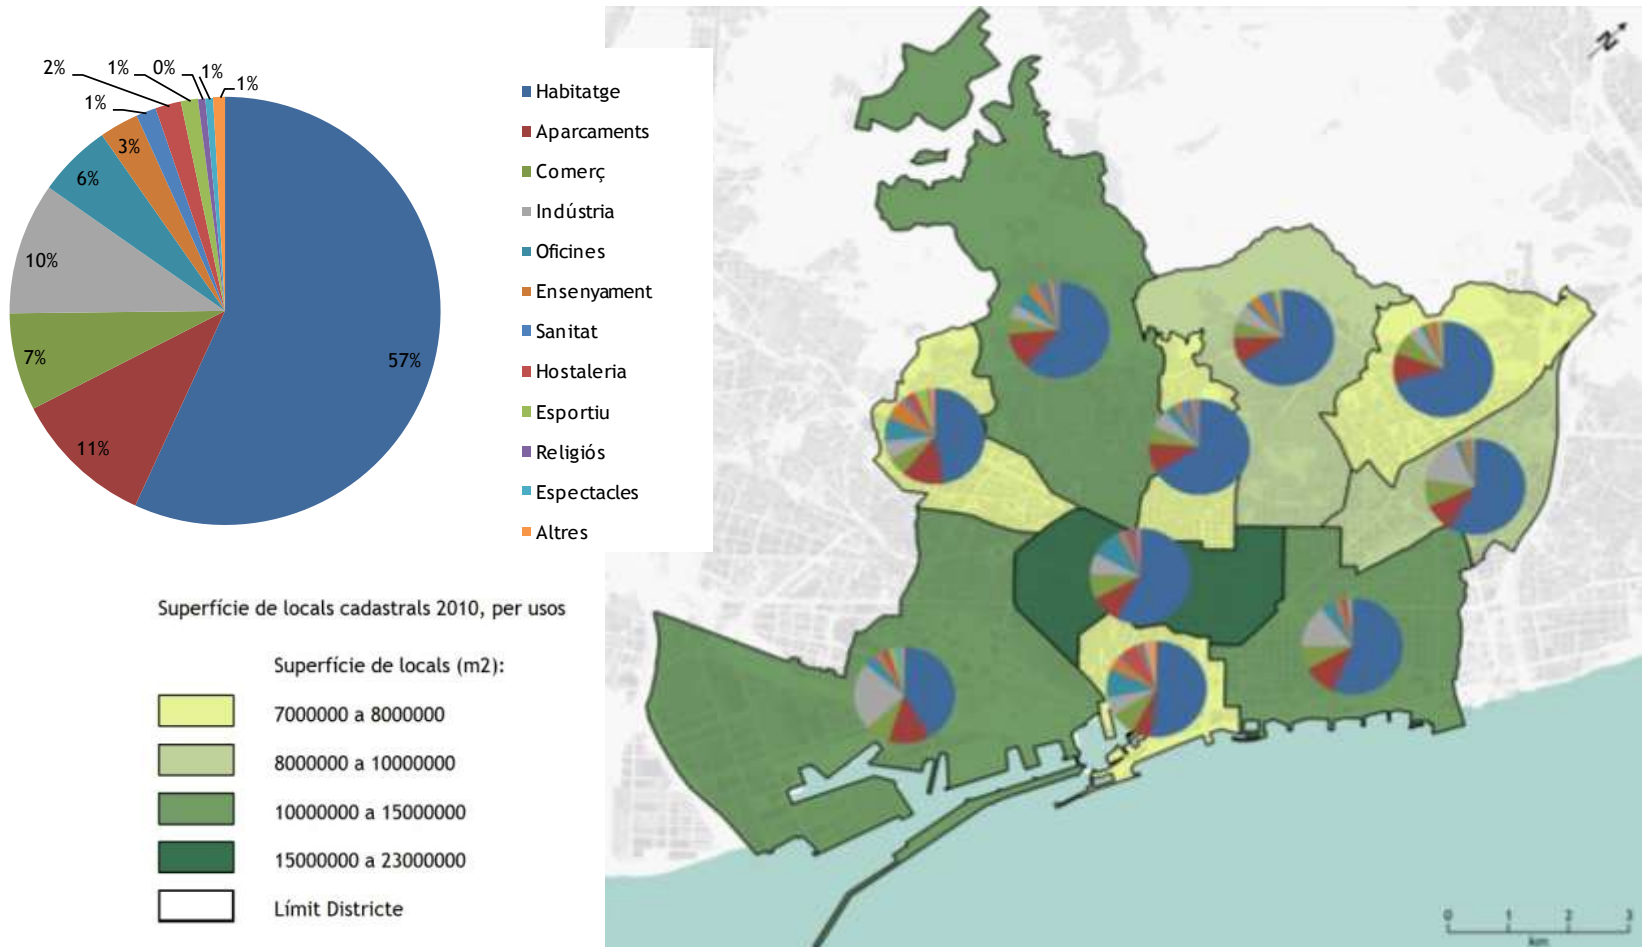 2%
1%
0%
1%
1%
1%
3%
6%
10%
7%
11%
57%
Habitatge
Aparcaments
Comerç
Indústria
Oficines
Ensenyament
Sanitat
Hostaleria
Esportiu
Religiós
Espectacles
Altres
Superfície de locals cadastrals 2010, per usos
Superfície de locals (m2):
7000000 a 8000000
8000000 a 10000000
10000000 a 15000000
15000000 a 23000000
Límit Districte
N
0 1 2 3
km